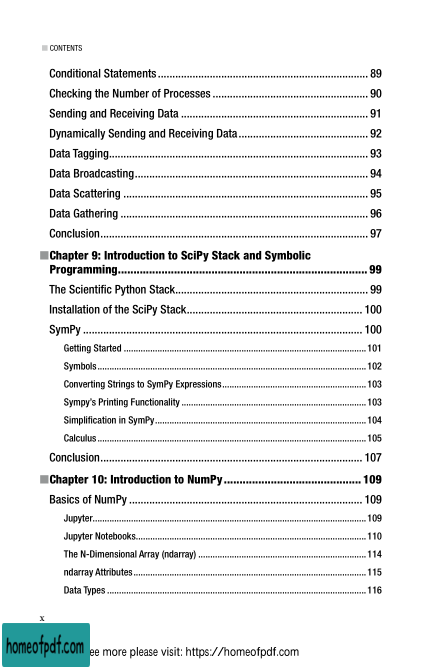 CONTENTS
Conditional Statements ... 89
Checking the Number of Processes ... 90
Sending and Receiving Data ... 91
Dynamically Sending and Receiving Data ... 92
Data Tagging ... 93
Data Broadcasting ... 94
Data Scattering ... 95
Data Gathering ... 96
Conclusion ... 97
Chapter 9: Introduction to SciPy Stack and Symbolic
Programming ... 99
The Scientific Python Stack ... 99
Installation of the SciPy Stack ... 100
SymPy ... 100
Getting Started ... 101
Symbols ... 102
Converting Strings to SymPy Expressions ... 103
Sympy's Printing Functionality ... 103
Simplification in SymPy ... 104
Calculus ... 105
Conclusion ... 107
Chapter 10: Introduction to NumPy ... 109
Basics of NumPy ... 109
Jupyter ... 109
Jupyter Notebooks ... 110
The N-Dimensional Array (ndarray) ... 114
ndarray Attributes ... 115
Data Types ... 116
x
homeofpdf.com
ee more please visit: https://homeofpdf.com